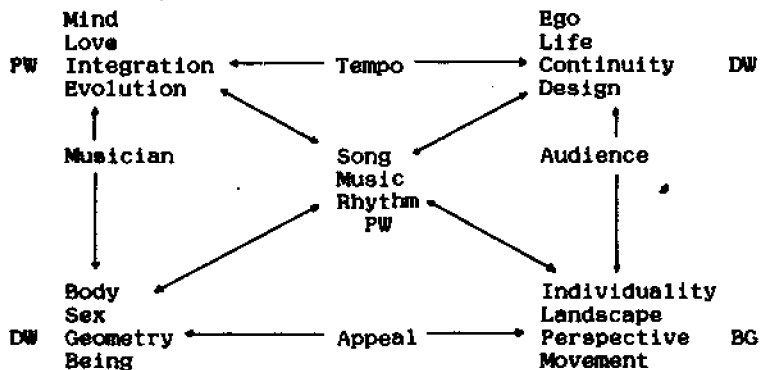 Mind Ego
Love Life
PW Integration Tempo Continuity DW
Evolution Design
Musician Song Audience
Music
Rhythm
PW
Body Individuality
Sex Landscape
DW Geometry Appeal Perspective BG
Being Movement